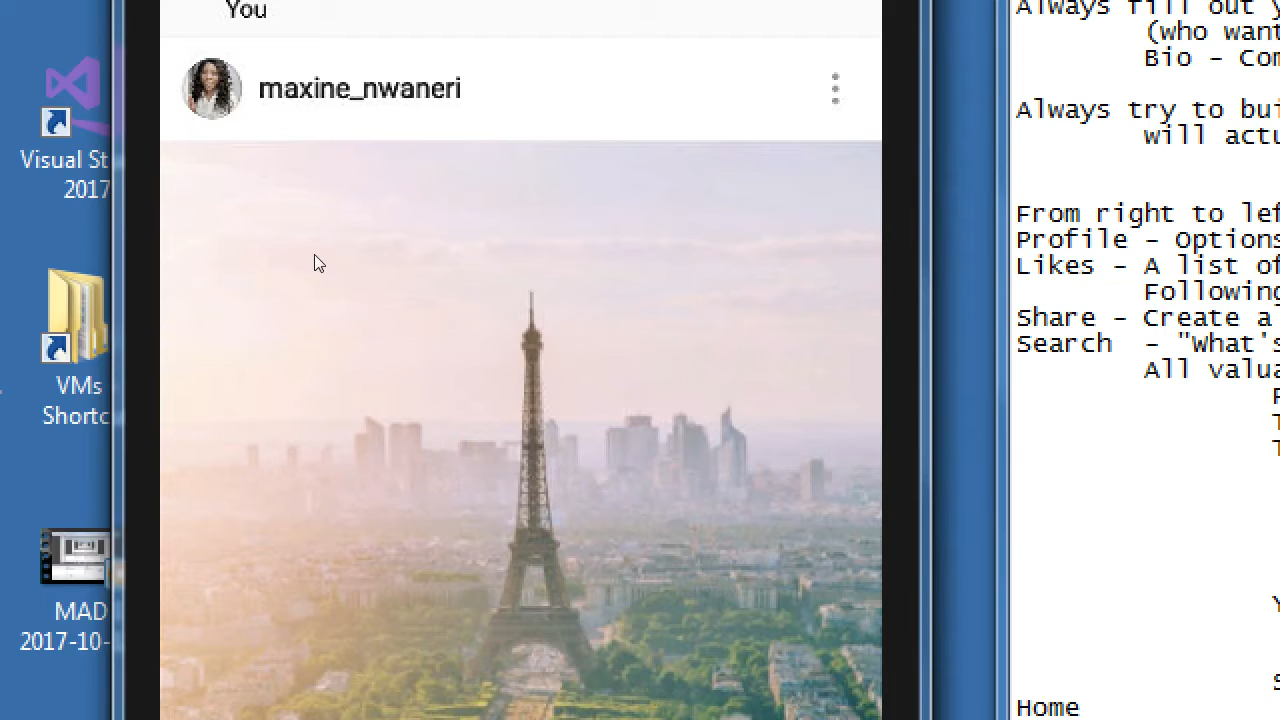 You
maxine_nwaneri
Visual St
2017
VMs
Shortc
MAD
2017-10-
Always fill out y
(who want
Bio - Com
Always try to bui
will actu
From right to lef
Profile - Options
Likes - A list of
Following
Share - Create a
Search - "What's
All valua
Home